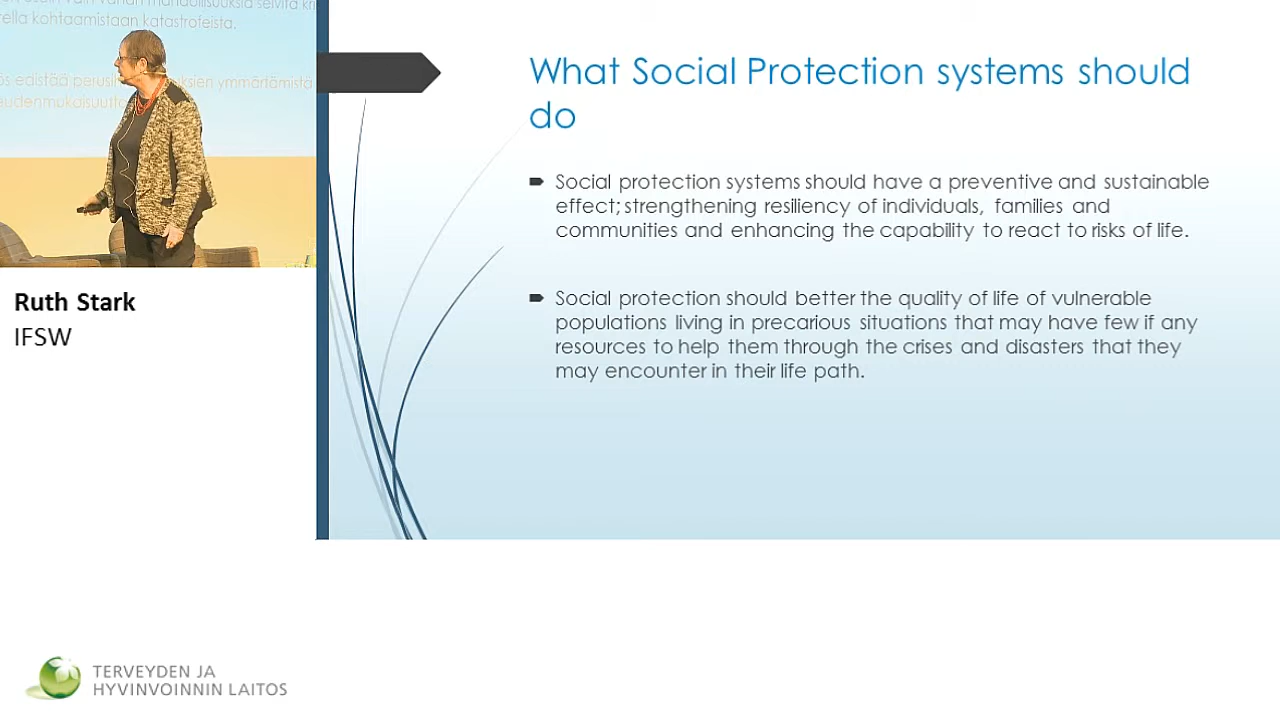 kohtaamistaan katastrofeista.
edistää
ymmärtämistä
Ruth Stark
IFSW
What Social Protection systems should
do
Social protection systems should have a preventive and sustainable
effect; strengthening resiliency of individuals, families and
communities and enhancing the capability to react to risks of life.
Social protection should better the quality of life of vulnerable
populations living in precarious situations that may have few if any
resources to help them through the crises and disasters that they
may encounter in their life path.
TERVEYDEN JA
HYVINVOINNIN LAITOS